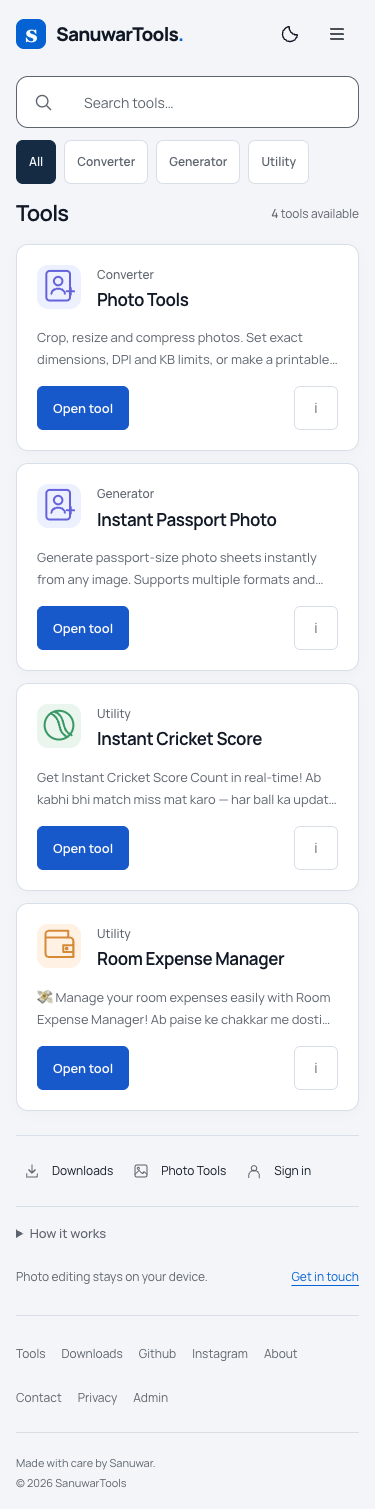 S SanuwarTools.
Search tools…
All Converter Generator Utility
Tools
4 tools available
Converter
Photo Tools
Crop, resize and compress photos. Set exact
dimensions, DPI and KB limits, or make a printable…
Open tool i
Generator
Instant Passport Photo
Generate passport-size photo sheets instantly
from any image. Supports multiple formats and…
Open tool i
Utility
Instant Cricket Score
Get Instant Cricket Score Count in real-time! Ab
kabhi bhi match miss mat karo — har ball ka updat…
Open tool i
Utility
Room Expense Manager
💸 Manage your room expenses easily with Room
Expense Manager! Ab paise ke chakkar me dosti…
Open tool i
Downloads Photo Tools Sign in
How it works
Photo editing stays on your device. Get in touch
Tools Downloads Github Instagram About
Contact Privacy Admin
Made with care by Sanuwar.
© 2026 SanuwarTools